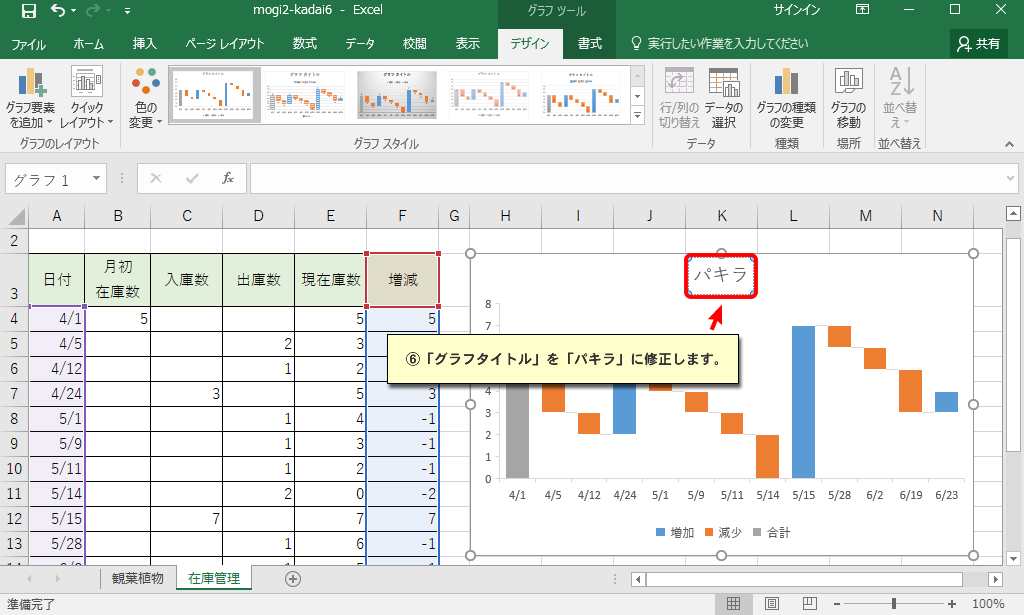 mogi2-kadai6 - Excel
グラフ ツール
サインイン
ファイル ホーム 挿入 ページ レイアウト 数式 データ 校閲 表示 デザイン 書式 実行したい作業を入力してください 共有
グラフ要素を追加
クイックレイアウト
グラフのレイアウト
色の変更
グラフ スタイル
行/列の切り替え
データの選択
データ
グラフの種類の変更
種類
グラフの移動
場所
並べ替え
並べ替え
グラフ 1
fx
A B C D E F G H I J K L M N
2
3 日付 月初在庫数 入庫数 出庫数 現在庫数 増減
4 4/1 5 5 5
5 4/5 2 3
6 4/12 1 2
7 4/24 3 5 3
8 5/1 1 4 -1
9 5/9 1 3 -1
10 5/11 1 2 -1
11 5/14 2 0 -2
12 5/15 7 7 7
13 5/28 1 6 -1
パキラ
⑥「グラフタイトル」を「パキラ」に修正します。
8
7
4
3
2
1
0
4/1 4/5 4/12 4/24 5/1 5/9 5/11 5/14 5/15 5/28 6/2 6/19 6/23
増加 減少 合計
観葉植物 在庫管理
準備完了
100%